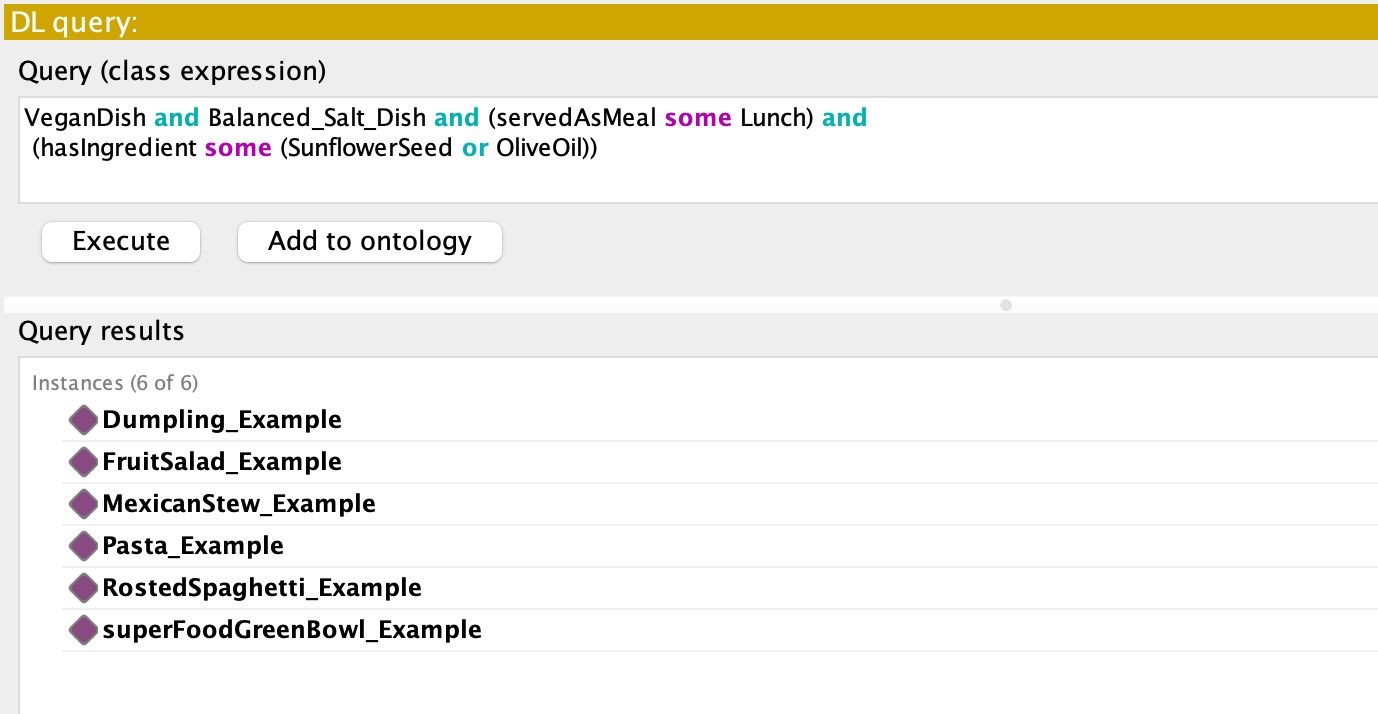 DL query:
Query (class expression)
VeganDish and Balanced_Salt_Dish and (servedAsMeal some Lunch) and
(hasIngredient some (SunflowerSeed or OliveOil))
Execute
Add to ontology
Query results
Instances (6 of 6)
Dumpling_Example
FruitSalad_Example
MexicanStew_Example
Pasta_Example
RostedSpaghetti_Example
superFoodGreenBowl_Example